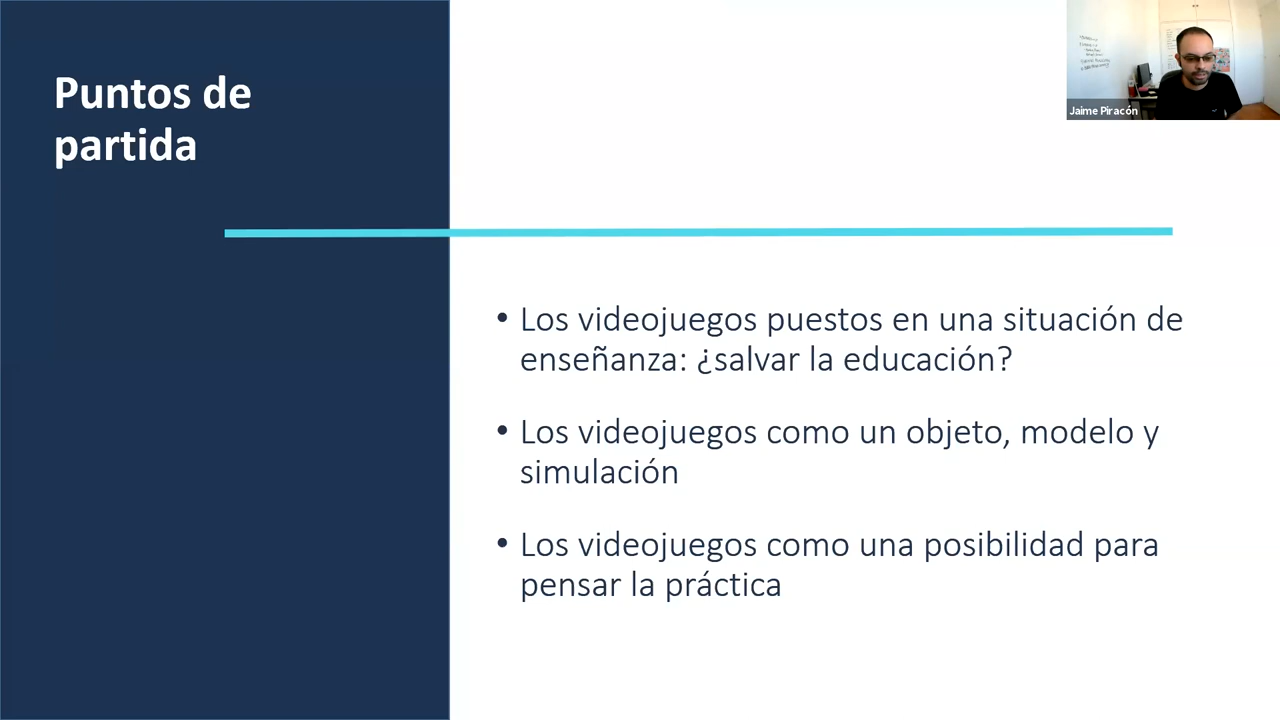 Puntos de
partida
Jaime Piracón
• Los videojuegos puestos en una situación de
enseñanza: ¿salvar la educación?
• Los videojuegos como un objeto, modelo y
simulación
• Los videojuegos como una posibilidad para
pensar la práctica